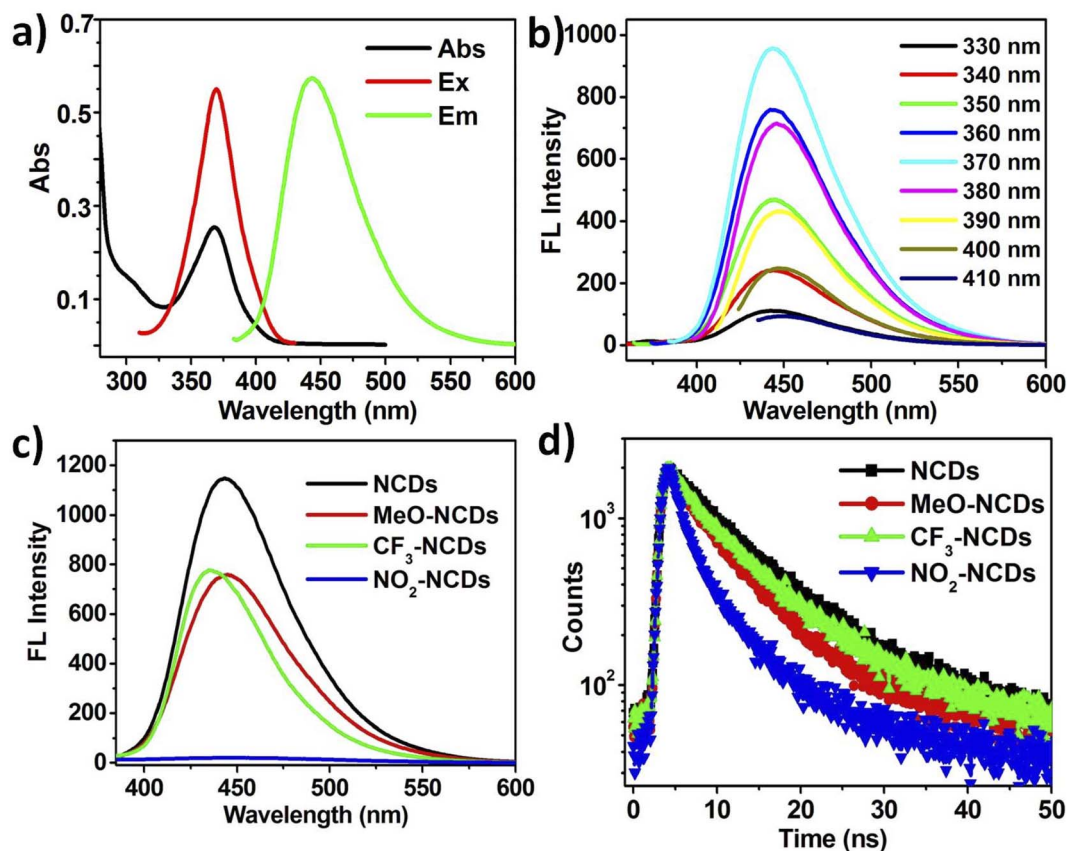 a)
0.7
0.5
0.3
0.1
Abs
Abs
Ex
Em
300 350 400 450 500 550 600
Wavelength (nm)
b)
1000
800
600
400
200
0
FL Intensity
330 nm
340 nm
350 nm
360 nm
370 nm
380 nm
390 nm
400 nm
410 nm
400 450 500 550 600
Wavelength (nm)
c)
1200
1000
800
600
400
200
0
FL Intensity
NCDs
MeO-NCDs
CF₃-NCDs
NO₂-NCDs
400 450 500 550 600
Wavelength (nm)
d)
10³
10²
Counts
NCDs
MeO-NCDs
CF₃-NCDs
NO₂-NCDs
0 10 20 30 40 50
Time (ns)